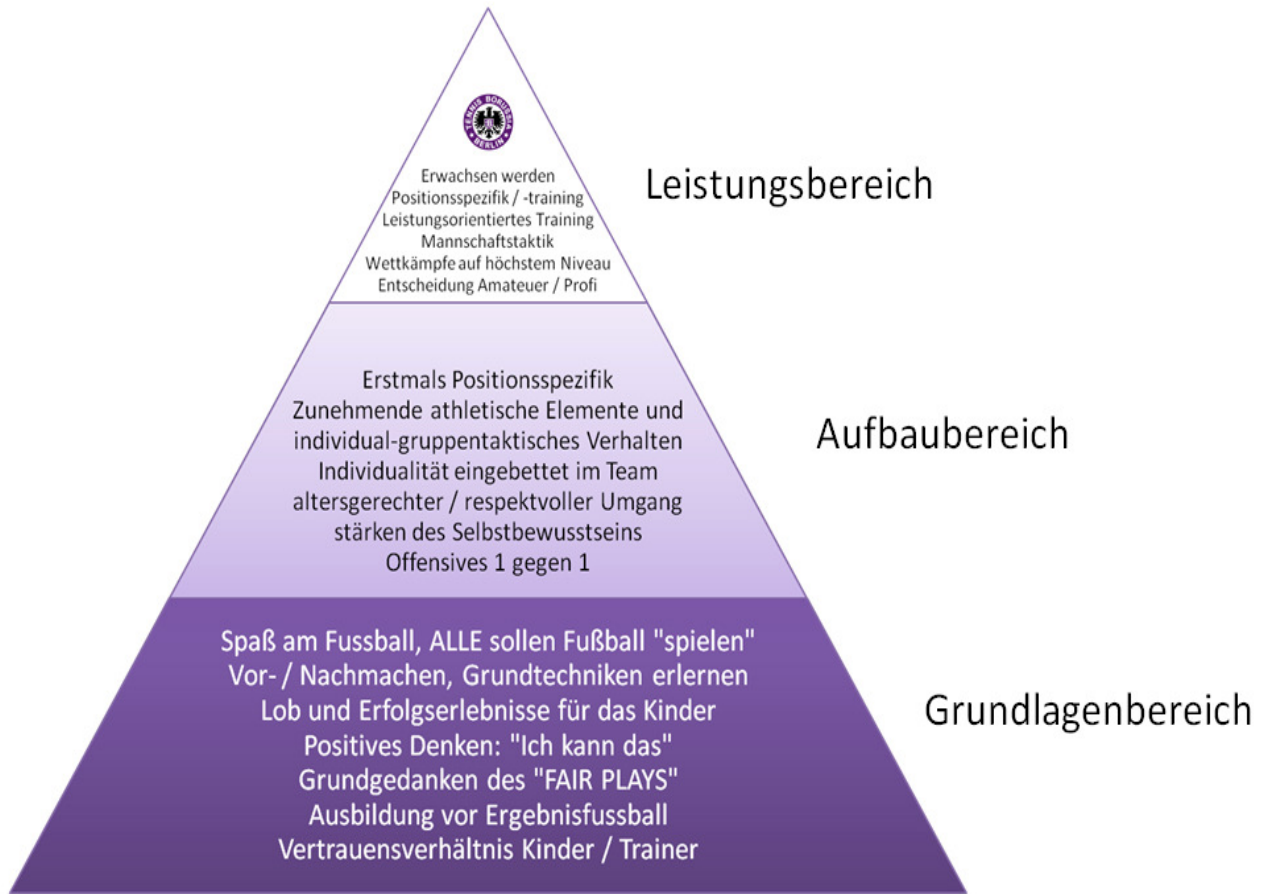 TENNIS BORUSSIA
BERLIN
Erwachsen werden
Positionsspezifik / -training
Leistungsorientiertes Training
Mannschaftstaktik
Wettkämpfe auf höchstem Niveau
Entscheidung Amateuer / Profi
Leistungsbereich
Erstmals Positionsspezifik
Zunehmende athletische Elemente und
individual-gruppentaktisches Verhalten
Individualität eingebettet im Team
altersgerechter / respektvoller Umgang
stärken des Selbstbewusstseins
Offensives 1 gegen 1
Aufbaubereich
Spaß am Fussball, ALLE sollen Fußball "spielen"
Vor- / Nachmachen, Grundtechniken erlernen
Lob und Erfolgserlebnisse für das Kinder
Positives Denken: "Ich kann das"
Grundgedanken des "FAIR PLAYS"
Ausbildung vor Ergebnisfussball
Vertrauensverhältnis Kinder / Trainer
Grundlagenbereich